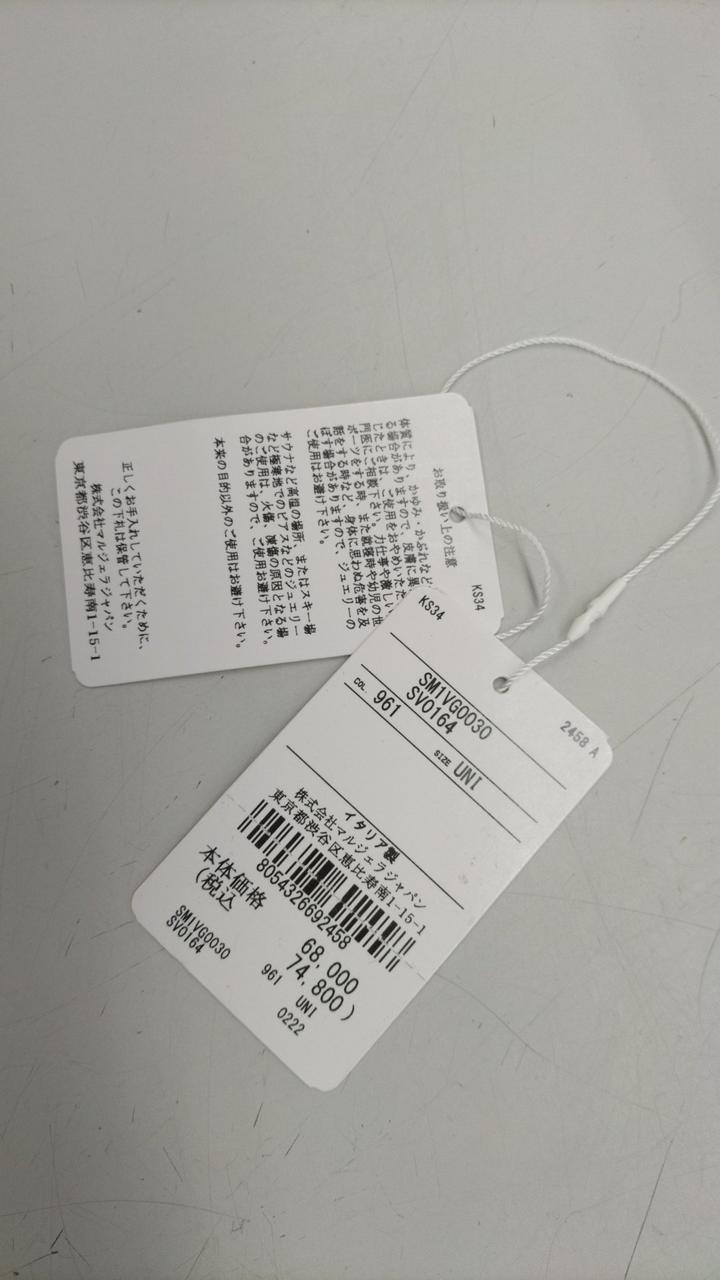 KS34
お取り扱い上の注意
体質により、かゆみ・かぶれなど
る場合がありますので、皮膚に異
じたときは、ご使用をおやめいただ
門医にご相談下さい。力仕事や激しい
ポーツをする時、また就寝時や幼児の世
話をする時など、身体に思わぬ危害を及
ぼす場合がありますので、ジュエリーの
ご使用はお避け下さい。
サウナなど高温の場所、またはスキー場
など極寒地でのピアスなどのジュエリー
のご使用は、火傷、凍傷の原因となる場
合がありますので、ご使用お避け下さい。
本来の目的以外のご使用はお避け下さい。
正しくお手入れしていただくために、
この下札は保管して下さい。
株式会社マルジェラジャパン
東京都渋谷区恵比寿南1-15-1
KS34
2458 A
SM1VG0030
SV0164
COL. 961 SIZE UNI
イタリア製
株式会社マルジェラジャパン
東京都渋谷区恵比寿南1-15-1
8054326692458
本体価格 68,000
(税込 74,800)
SM1VG0030 961 UNI
SV0164 0222